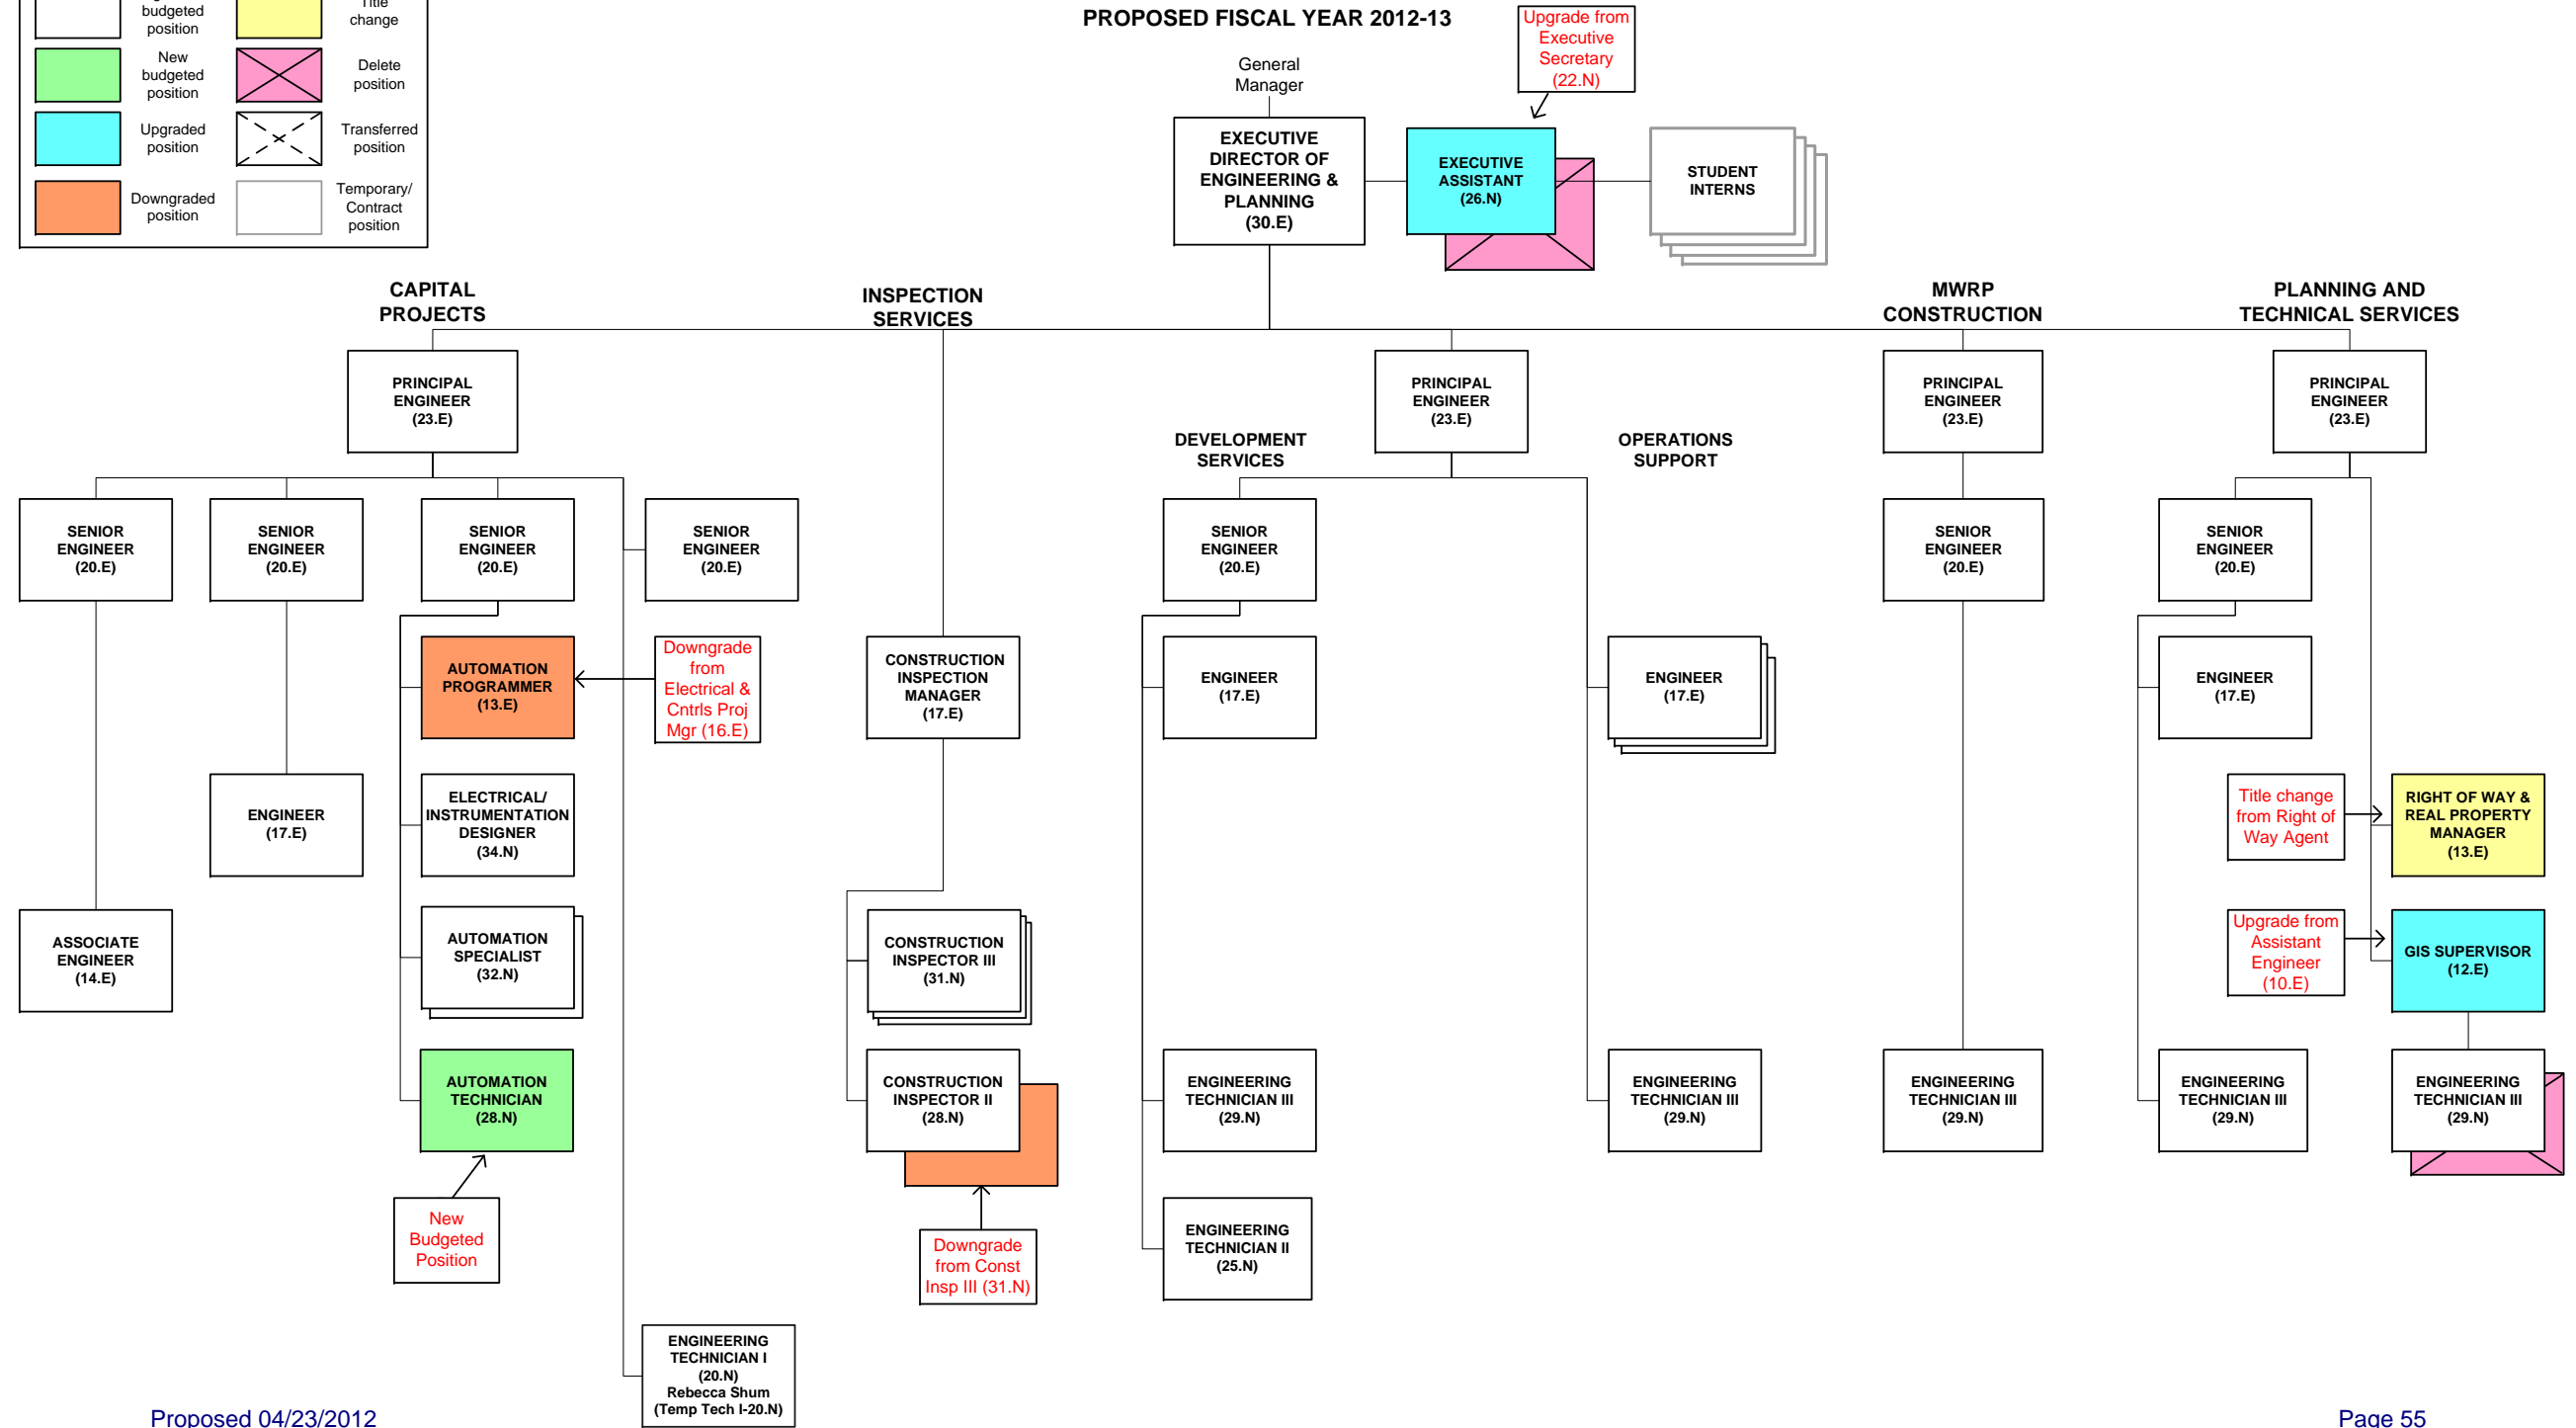 budgeted
position
Title
change
New
budgeted
position
Delete
position
Upgraded
position
Transferred
position
Downgraded
position
Temporary/
Contract
position
PROPOSED FISCAL YEAR 2012-13
General
Manager
Upgrade from
Executive
Secretary
(22.N)
EXECUTIVE
DIRECTOR OF
ENGINEERING &
PLANNING
(30.E)
EXECUTIVE
ASSISTANT
(26.N)
STUDENT
INTERNS
CAPITAL
PROJECTS
INSPECTION
SERVICES
MWRP
CONSTRUCTION
PLANNING AND
TECHNICAL SERVICES
PRINCIPAL
ENGINEER
(23.E)
PRINCIPAL
ENGINEER
(23.E)
PRINCIPAL
ENGINEER
(23.E)
PRINCIPAL
ENGINEER
(23.E)
DEVELOPMENT
SERVICES
OPERATIONS
SUPPORT
SENIOR
ENGINEER
(20.E)
SENIOR
ENGINEER
(20.E)
SENIOR
ENGINEER
(20.E)
SENIOR
ENGINEER
(20.E)
SENIOR
ENGINEER
(20.E)
SENIOR
ENGINEER
(20.E)
SENIOR
ENGINEER
(20.E)
AUTOMATION
PROGRAMMER
(13.E)
Downgrade
from
Electrical &
Cntrls Proj
Mgr (16.E)
CONSTRUCTION
INSPECTION
MANAGER
(17.E)
ENGINEER
(17.E)
ENGINEER
(17.E)
ENGINEER
(17.E)
ENGINEER
(17.E)
ELECTRICAL/
INSTRUMENTATION
DESIGNER
(34.N)
Title change
from Right of
Way Agent
RIGHT OF WAY &
REAL PROPERTY
MANAGER
(13.E)
ASSOCIATE
ENGINEER
(14.E)
AUTOMATION
SPECIALIST
(32.N)
CONSTRUCTION
INSPECTOR III
(31.N)
Upgrade from
Assistant
Engineer
(10.E)
GIS SUPERVISOR
(12.E)
AUTOMATION
TECHNICIAN
(28.N)
CONSTRUCTION
INSPECTOR II
(28.N)
ENGINEERING
TECHNICIAN III
(29.N)
ENGINEERING
TECHNICIAN III
(29.N)
ENGINEERING
TECHNICIAN III
(29.N)
ENGINEERING
TECHNICIAN III
(29.N)
ENGINEERING
TECHNICIAN III
(29.N)
New
Budgeted
Position
Downgrade
from Const
Insp III (31.N)
ENGINEERING
TECHNICIAN II
(25.N)
ENGINEERING
TECHNICIAN I
(20.N)
Rebecca Shum
(Temp Tech I-20.N)
Proposed 04/23/2012
Page 55